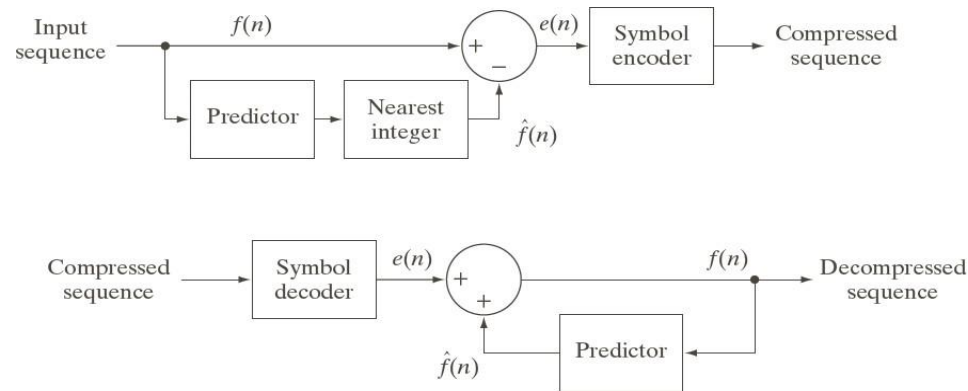 Input
sequence
f(n)
e(n)
Symbol
encoder
Compressed
sequence
+
−
Predictor
Nearest
integer
f̂(n)
Compressed
sequence
Symbol
decoder
e(n)
+
+
f(n)
Decompressed
sequence
f̂(n)
Predictor